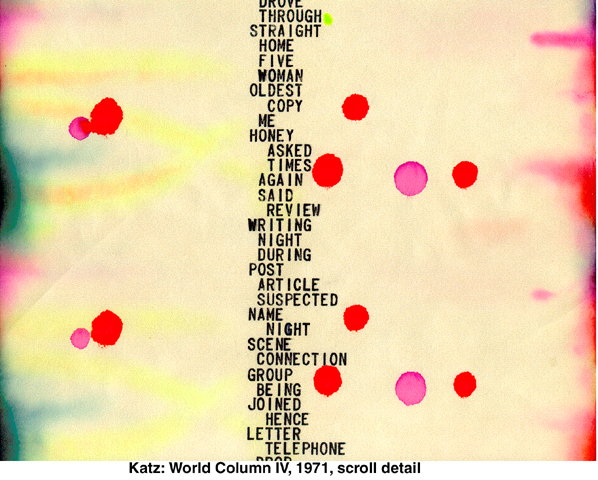 DROVE
THROUGH
STRAIGHT
HOME
FIVE
WOMAN
OLDEST
COPY
ME
HONEY
ASKED
TIMES
AGAIN
SAID
REVIEW
WRITING
NIGHT
DURING
POST
ARTICLE
SUSPECTED
NAME
NIGHT
SCENE
CONNECTION
GROUP
BEING
JOINED
HENCE
LETTER
TELEPHONE
Katz: World Column IV, 1971, scroll detail